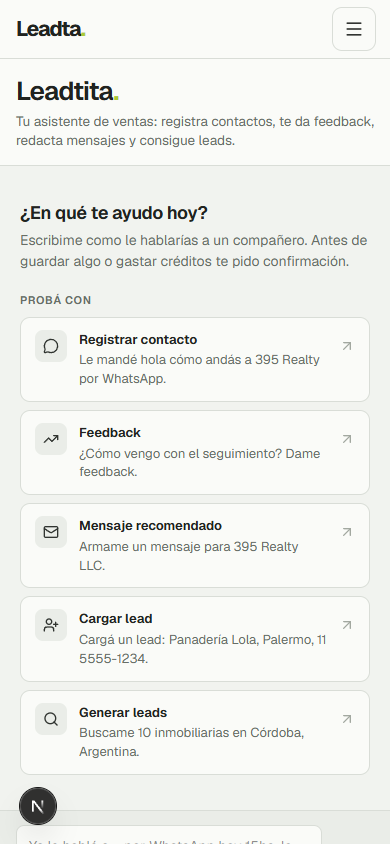 Leadta.
Leadtita.
Tu asistente de ventas: registra contactos, te da feedback,
redacta mensajes y consigue leads.
¿En qué te ayudo hoy?
Escribime como le hablarías a un compañero. Antes de
guardar algo o gastar créditos te pido confirmación.
PROBÁ CON
Registrar contacto
Le mandé hola cómo andás a 395 Realty
por WhatsApp.
Feedback
¿Cómo vengo con el seguimiento? Dame
feedback.
Mensaje recomendado
Armame un mensaje para 395 Realty
LLC.
Cargar lead
Cargá un lead: Panadería Lola, Palermo, 11
5555-1234.
Generar leads
Buscame 10 inmobiliarias en Córdoba,
Argentina.
N